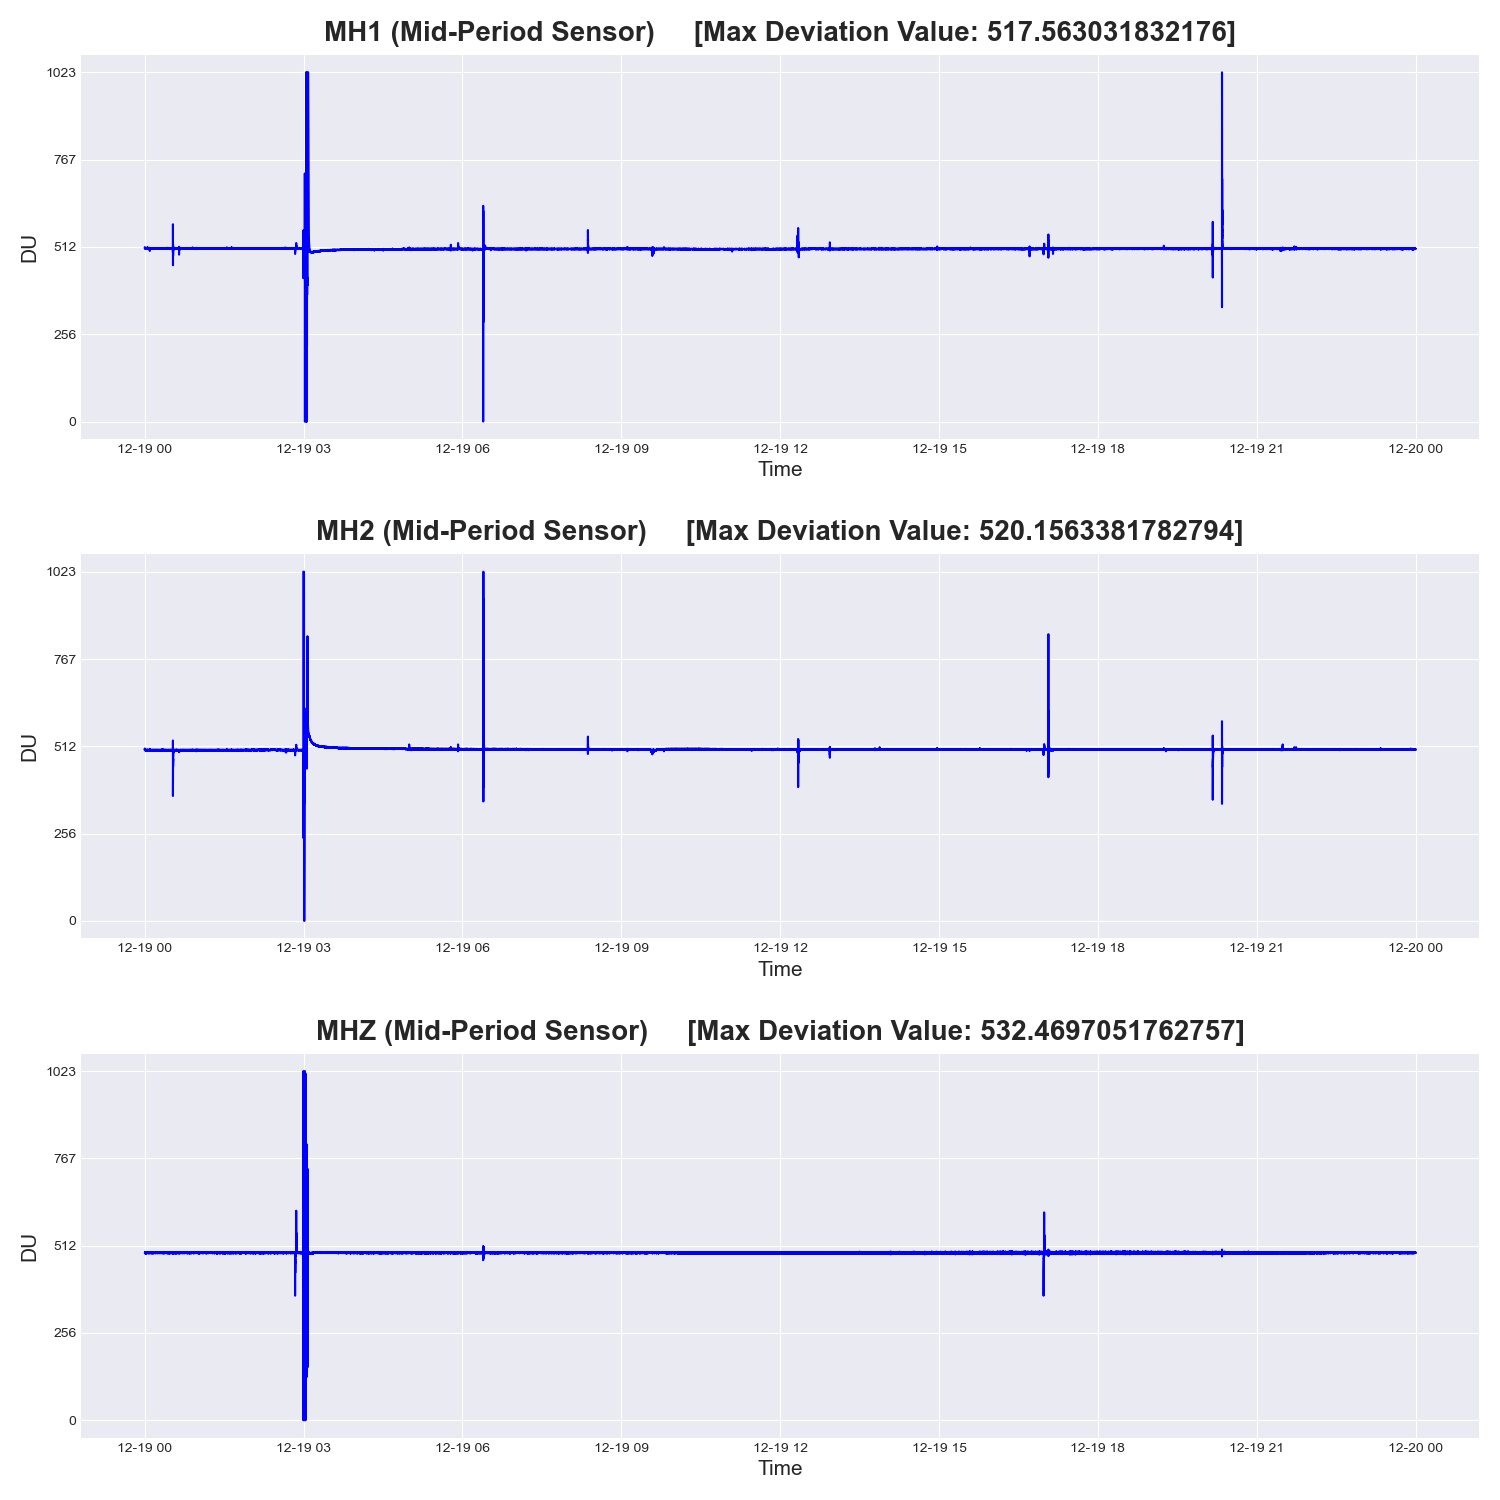 MH1 (Mid-Period Sensor) [Max Deviation Value: 517.563031832176]
1023
767
512
256
0
DU
12-19 00 12-19 03 12-19 06 12-19 09 12-19 12 12-19 15 12-19 18 12-19 21 12-20 00
Time
MH2 (Mid-Period Sensor) [Max Deviation Value: 520.1563381782794]
1023
767
512
256
0
DU
12-19 00 12-19 03 12-19 06 12-19 09 12-19 12 12-19 15 12-19 18 12-19 21 12-20 00
Time
MHZ (Mid-Period Sensor) [Max Deviation Value: 532.4697051762757]
1023
767
512
256
0
DU
12-19 00 12-19 03 12-19 06 12-19 09 12-19 12 12-19 15 12-19 18 12-19 21 12-20 00
Time